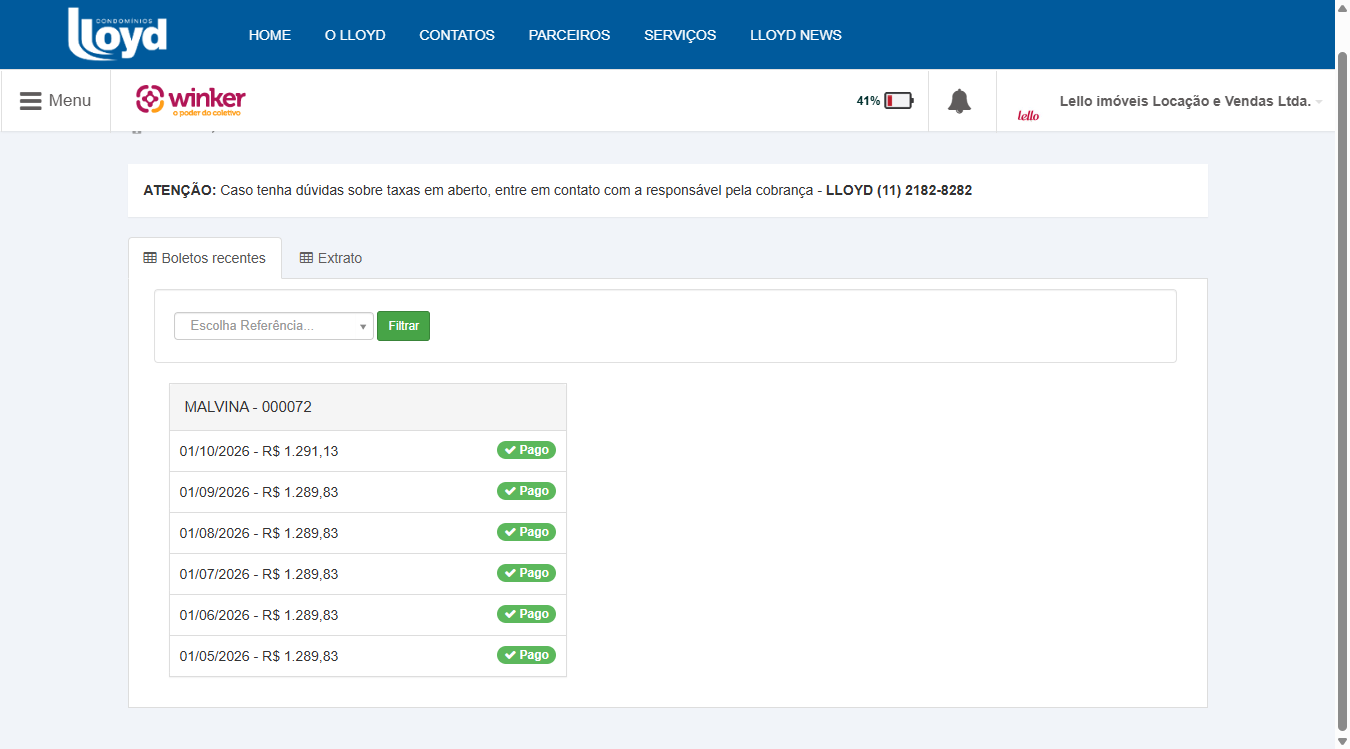 CONDOMÍNIOS
Lloyd
HOME O LLOYD CONTATOS PARCEIROS SERVIÇOS LLOYD NEWS
Menu
winker
o poder do coletivo
41%
lello
Lello imóveis Locação e Vendas Ltda.
ATENÇÃO: Caso tenha dúvidas sobre taxas em aberto, entre em contato com a responsável pela cobrança - LLOYD (11) 2182-8282
Boletos recentes Extrato
Escolha Referência... Filtrar
MALVINA - 000072
01/10/2026 - R$ 1.291,13 Pago
01/09/2026 - R$ 1.289,83 Pago
01/08/2026 - R$ 1.289,83 Pago
01/07/2026 - R$ 1.289,83 Pago
01/06/2026 - R$ 1.289,83 Pago
01/05/2026 - R$ 1.289,83 Pago